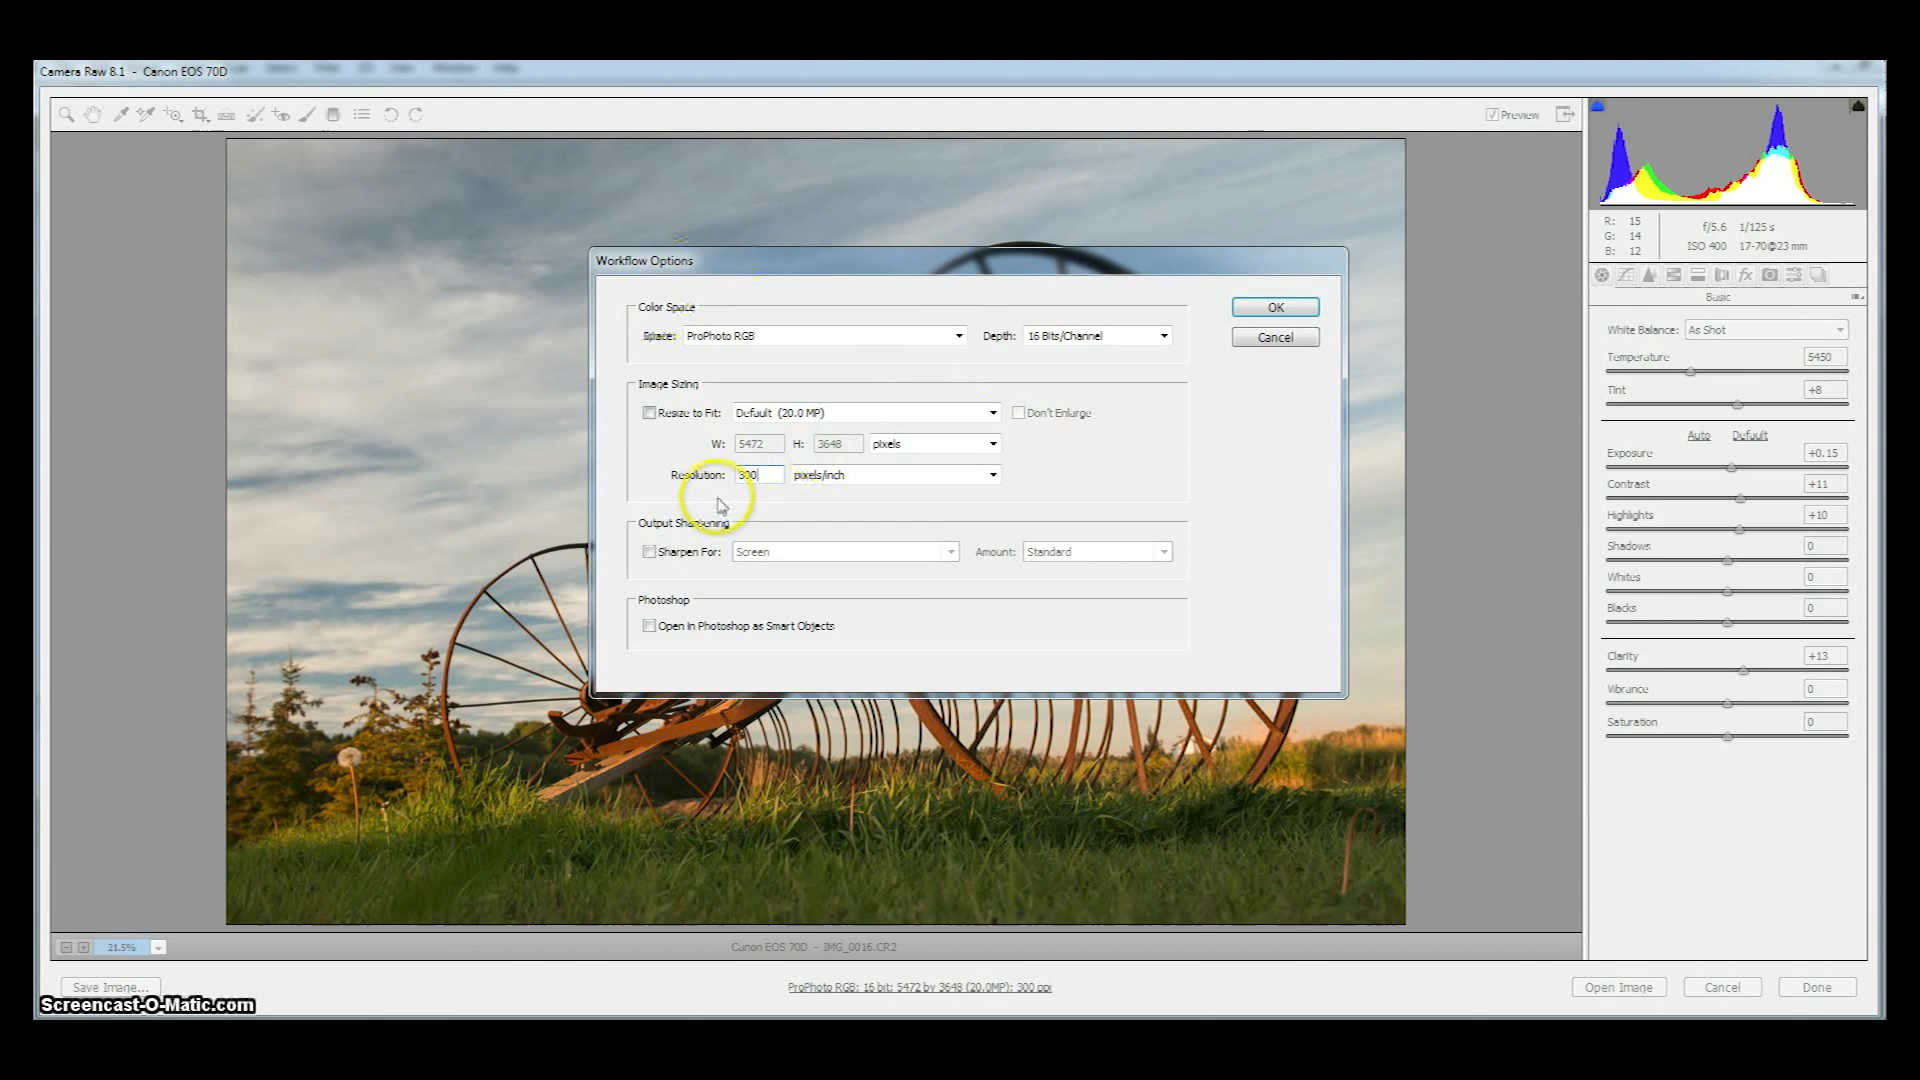 Camera Raw 8.1 - Canon EOS 70D
Preview
R: 15
G: 14
B: 12
f/5.6 1/125 s
ISO 400 17-70@23 mm
Basic
White Balance: As Shot
Temperature 5450
Tint +8
Auto Default
Exposure +0.15
Contrast +11
Highlights +10
Shadows 0
Whites 0
Blacks 0
Clarity +13
Vibrance 0
Saturation 0
Workflow Options
Color Space
Space: ProPhoto RGB Depth: 16 Bits/Channel
OK
Cancel
Image Sizing
Resize to Fit: Default (20.0 MP) Don't Enlarge
W: 5472 H: 3648 pixels
Resolution: 300 pixels/inch
Output Sharpening
Sharpen For: Screen Amount: Standard
Photoshop
Open in Photoshop as Smart Objects
21.5%
Canon EOS 70D - IMG_0016.CR2
Save Image...
ProPhoto RGB; 16 bit; 5472 by 3648 (20.0MP); 300 ppi
Open Image Cancel Done
Screencast-O-Matic.com